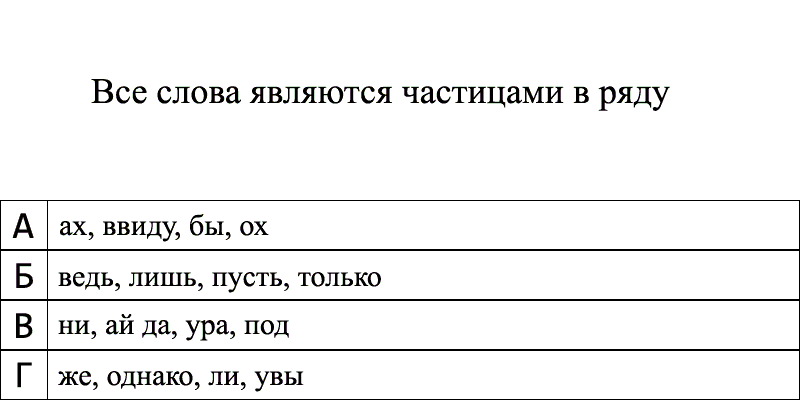 Все слова являются частицами в ряду
А ах, ввиду, бы, ох
Б ведь, лишь, пусть, только
В ни, ай да, ура, под
Г же, однако, ли, увы